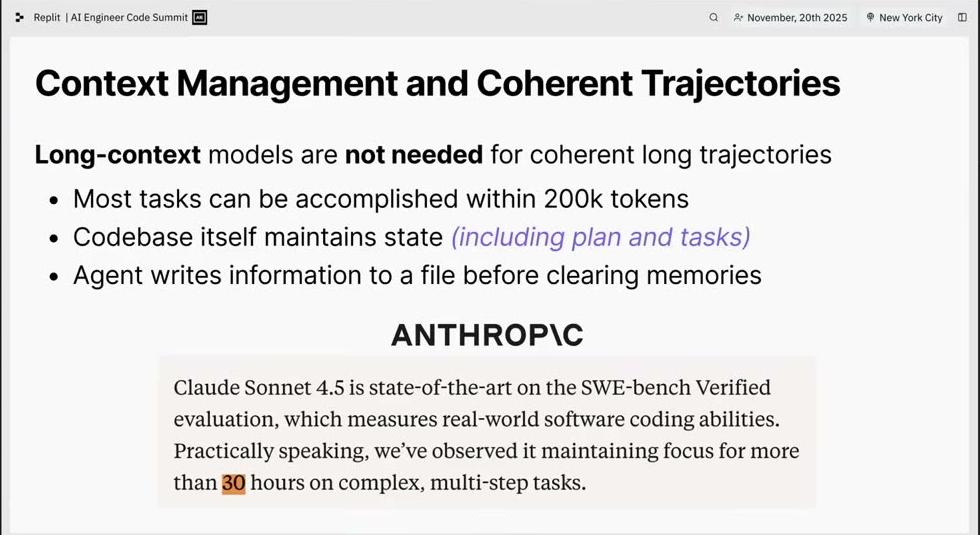 Replit | AI Engineer Code Summit
November, 20th 2025
New York City
Context Management and Coherent Trajectories
Long-context models are not needed for coherent long trajectories
• Most tasks can be accomplished within 200k tokens
• Codebase itself maintains state (including plan and tasks)
• Agent writes information to a file before clearing memories
ANTHROP\C
Claude Sonnet 4.5 is state-of-the-art on the SWE-bench Verified
evaluation, which measures real-world software coding abilities.
Practically speaking, we’ve observed it maintaining focus for more
than 30 hours on complex, multi-step tasks.